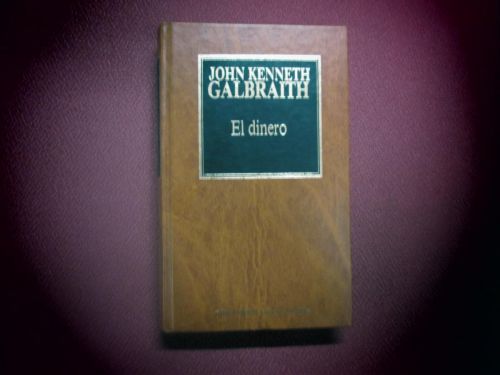 JOHN KENNETH
GALBRAITH
El dinero